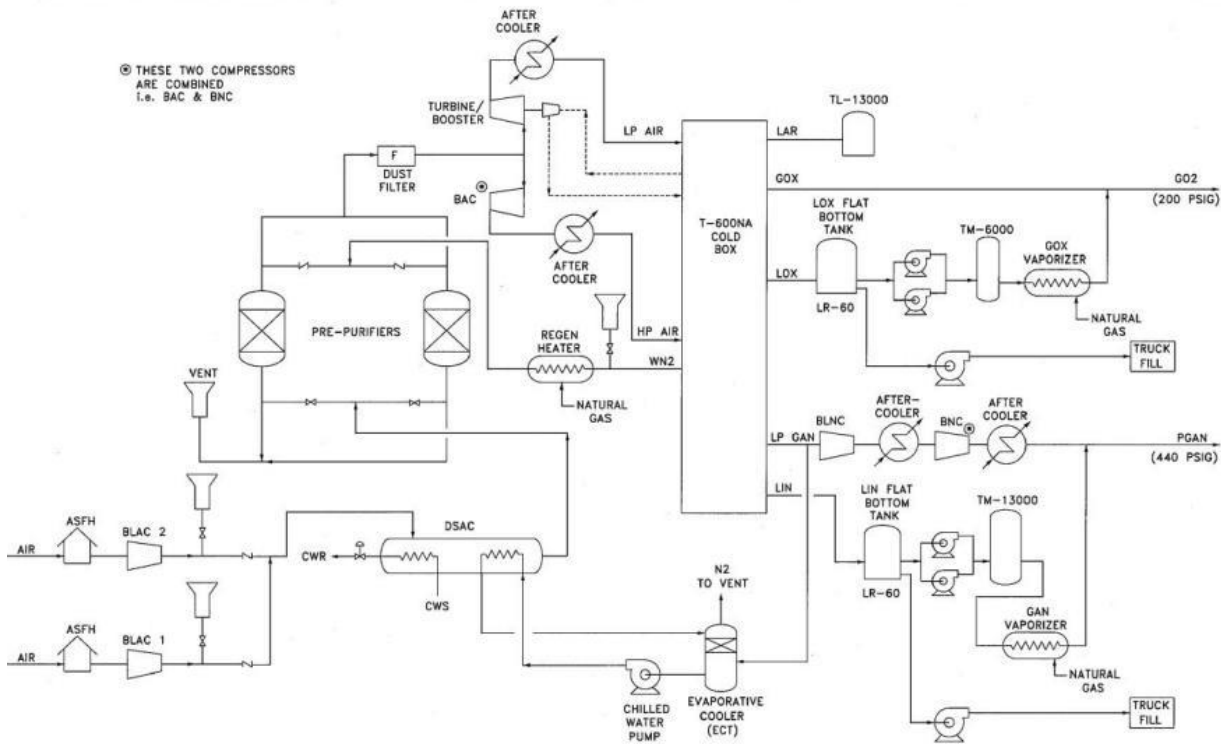 AFTER
COOLER
⊛ THESE TWO COMPRESSORS
ARE COMBINED
i.e. BAC & BNC
TURBINE/
BOOSTER
LP AIR
TL-13000
LAR
F
DUST
FILTER
GOX
GO2
(200 PSIG)
BAC ⊛
T-600NA
COLD
BOX
LOX FLAT
BOTTOM
TANK
TM-6000
GOX
VAPORIZER
AFTER
COOLER
LOX
LR-60
NATURAL
GAS
PRE-PURIFIERS
HP AIR
REGEN
HEATER
WN2
TRUCK
FILL
VENT
NATURAL
GAS
AFTER-
COOLER
AFTER
COOLER
BLNC
BNC ⊛
LP GAN
PGAN
(440 PSIG)
LIN
LIN FLAT
BOTTOM
TANK
TM-13000
ASFH
BLAC 2
DSAC
AIR
CWR
CWS
N2
TO VENT
LR-60
GAN
VAPORIZER
ASFH
BLAC 1
AIR
NATURAL
GAS
CHILLED
WATER
PUMP
EVAPORATIVE
COOLER
(ECT)
TRUCK
FILL